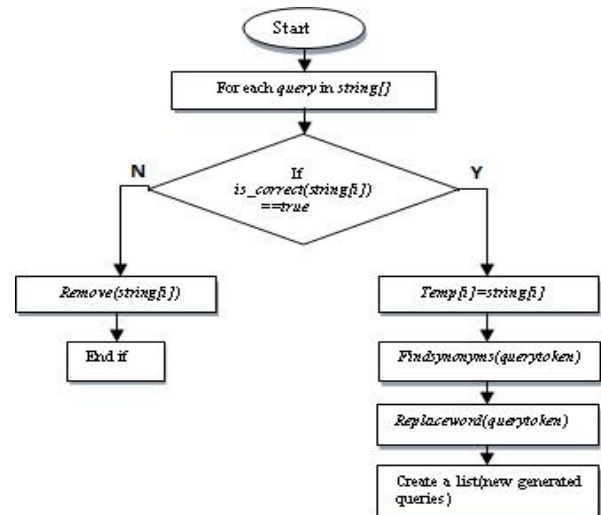 Start
For each query in string[]
If
is_correct(string[i])
==true
N
Y
Remove(string[i])
End if
Temp[i]=string[i]
Findsynonyms(querytoken)
Replaceword(querytoken)
Create a list(new generated
queries)